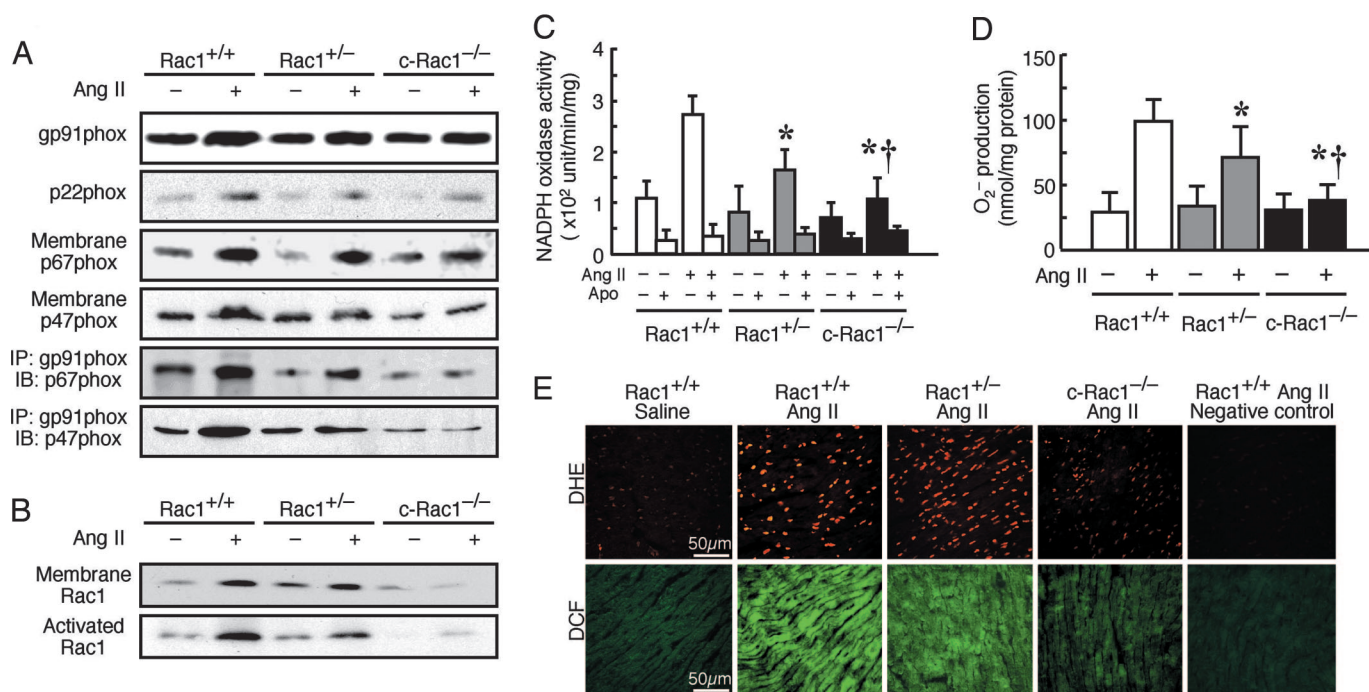 A
Rac1+/+ Rac1+/− c-Rac1−/−
Ang II − + − + − +
gp91phox
p22phox
Membrane
p67phox
Membrane
p47phox
IP: gp91phox
IB: p67phox
IP: gp91phox
IB: p47phox
B
Rac1+/+ Rac1+/− c-Rac1−/−
Ang II − + − + − +
Membrane
Rac1
Activated
Rac1
C
NADPH oxidase activity
( x10² unit/min/mg)
4
3
2
1
0
*
*†
Ang II − − + + − − + + − − + +
Apo − + − + − + − + − + − +
Rac1+/+ Rac1+/− c-Rac1−/−
D
O₂− production
(nmol/mg protein)
150
100
50
0
*
*†
Ang II − + − + − +
Rac1+/+ Rac1+/− c-Rac1−/−
E
Rac1+/+
Saline
Rac1+/+
Ang II
Rac1+/−
Ang II
c-Rac1−/−
Ang II
Rac1+/+ Ang II
Negative control
DHE
50µm
50µm
DCF
50µm
50µm